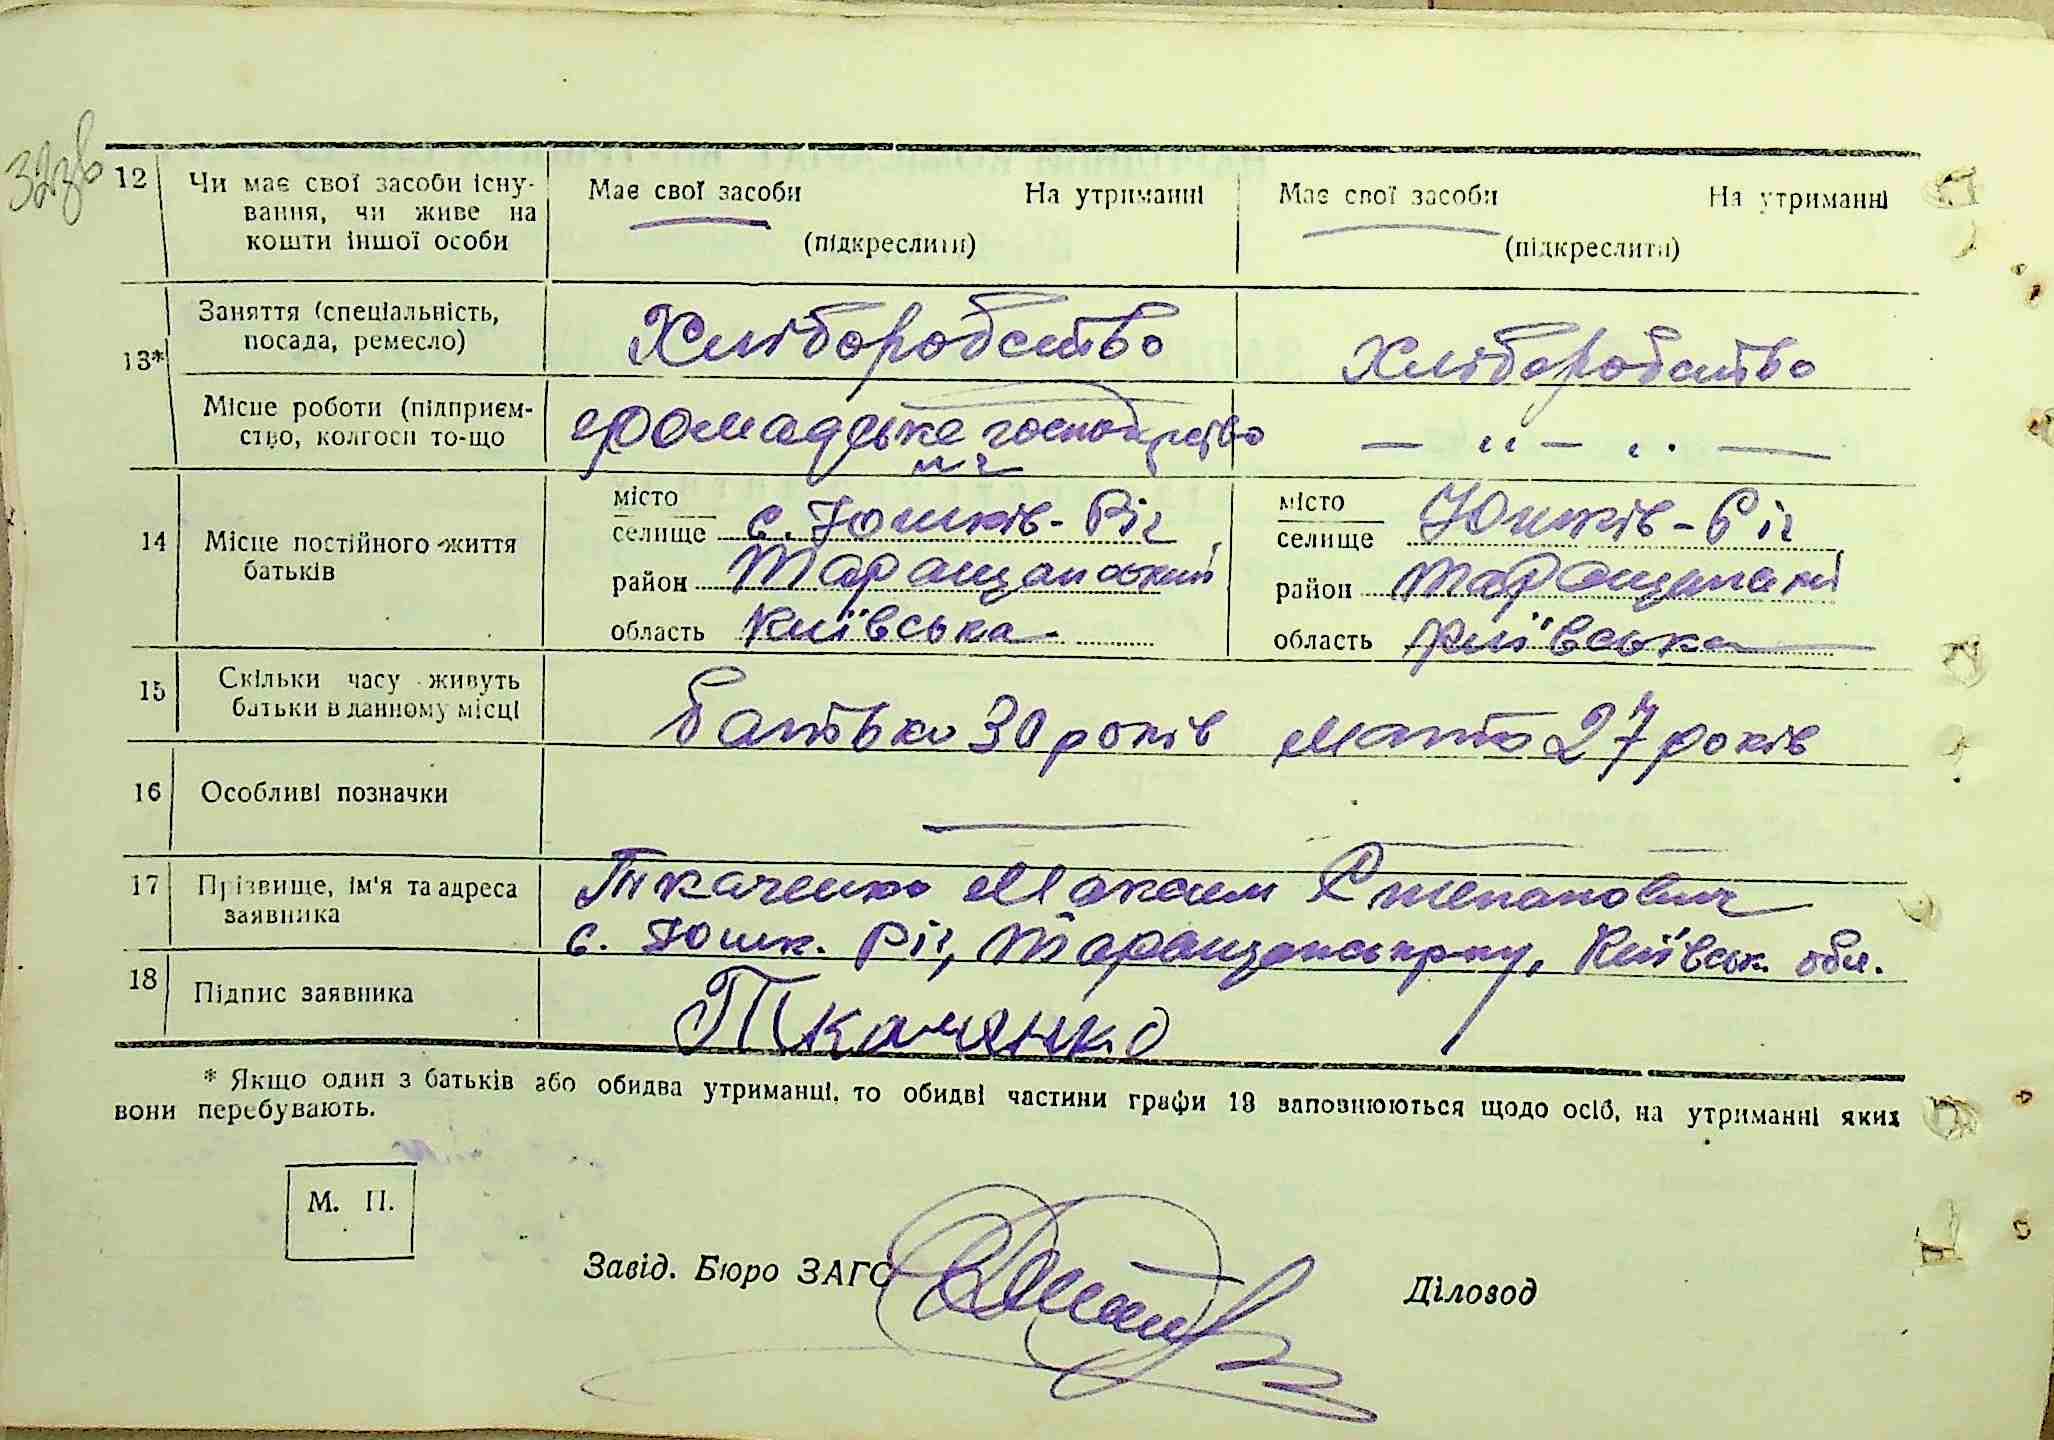 32зв
12 Чи має свої засоби існу- Має свої засоби На утриманні Має свої засоби На утриманні
вання, чи живе на
кошти іншої особи (підкреслити) (підкреслити)
13* Заняття (спеціальність, Хліборобство Хліборобство
посада, ремесло)
Місце роботи (підприєм- громадське господарство — „ — „ —
ство, колгосп то-що
14 Місце постійного життя місто місто
батьків селище с. Юшків-Ріг селище Юшків-Ріг
район Таращанський район Таращанський
область Київська область Київська
15 Скільки часу живуть Батько 30 років мати 27 років
батьки в данному місці
16 Особливі позначки —
17 Прізвище, ім'я та адреса Ткаченко Максим Степанович
заявника с. Юшк. Ріг, Таращанськ р-ну, Київськ. обл.
18 Підпис заявника Ткаченко
* Якщо один з батьків або обидва утриманці, то обидві частини графи 13 заповнюються щодо осіб, на утриманні яких
вони перебувають.
М. П.
Завід. Бюро ЗАГС Діловод